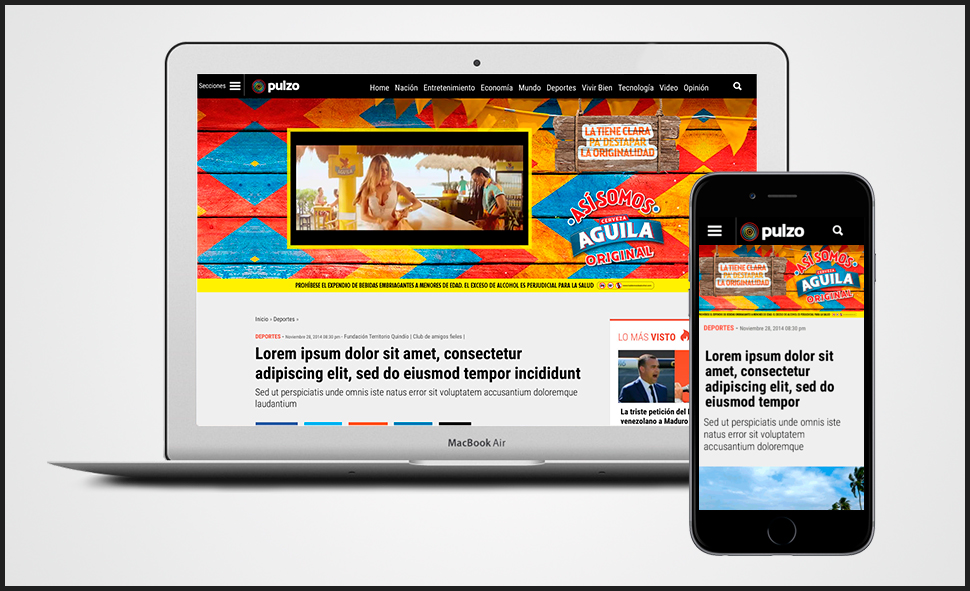 Secciones
pulzo
Home Nación Entretenimiento Economía Mundo Deportes Vivir Bien Tecnología Video Opinión
LA TIENE CLARA
PA' DESTAPAR
LA ORIGINALIDAD
AGUILA
ASÍ SOMOS
CERVEZA
AGUILA
ORIGINAL
PROHÍBESE EL EXPENDIO DE BEBIDAS EMBRIAGANTES A MENORES DE EDAD. EL EXCESO DE ALCOHOL ES PERJUDICIAL PARA LA SALUD
Inicio › Deportes »
DEPORTES - Noviembre 28, 2014 08:30 pm - Fundación Territorio Quindío | Club de amigos fieles |
Lorem ipsum dolor sit amet, consectetur
adipiscing elit, sed do eiusmod tempor incididunt
Sed ut perspiciatis unde omnis iste natus error sit voluptatem accusantium doloremque
laudantium
LO MÁS VISTO
La triste petición del
venezolano a Maduro
MacBook Air
pulzo
LA TIENE CLARA
PA' DESTAPAR
LA ORIGINALIDAD
ASÍ SOMOS
CERVEZA
AGUILA
ORIGINAL
DEPORTES - Noviembre 28, 2014 08:30 pm
Lorem ipsum dolor sit
amet, consectetur
adipiscing elit, sed do
eiusmod tempor
Sed ut perspiciatis unde omnis iste
natus error sit voluptatem
accusantium doloremque